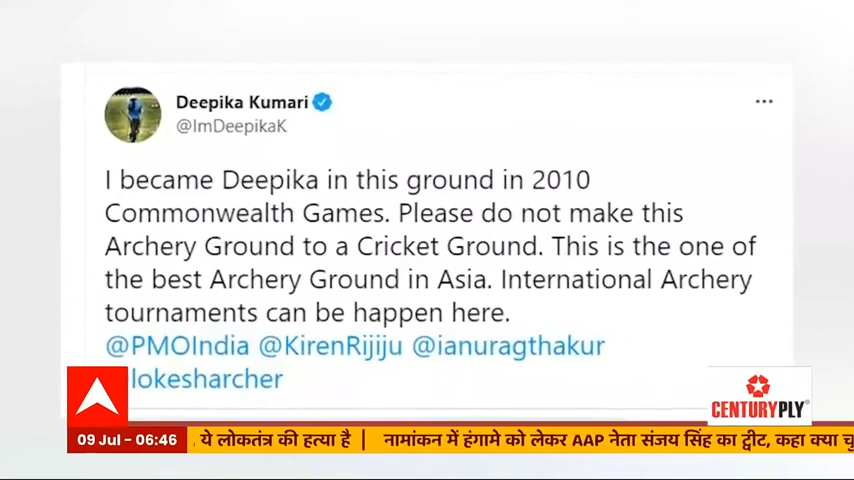 Deepika Kumari
@ImDeepikaK
I became Deepika in this ground in 2010
Commonwealth Games. Please do not make this
Archery Ground to a Cricket Ground. This is the one of
the best Archery Ground in Asia. International Archery
tournaments can be happen here.
@PMOIndia @KirenRijiju @ianuragthakur
lokesharcher
CENTURYPLY®
09 Jul - 06:46
ये लोकतंत्र की हत्या है | नामांकन में हंगामे को लेकर AAP नेता संजय सिंह का ट्वीट, कहा क्या